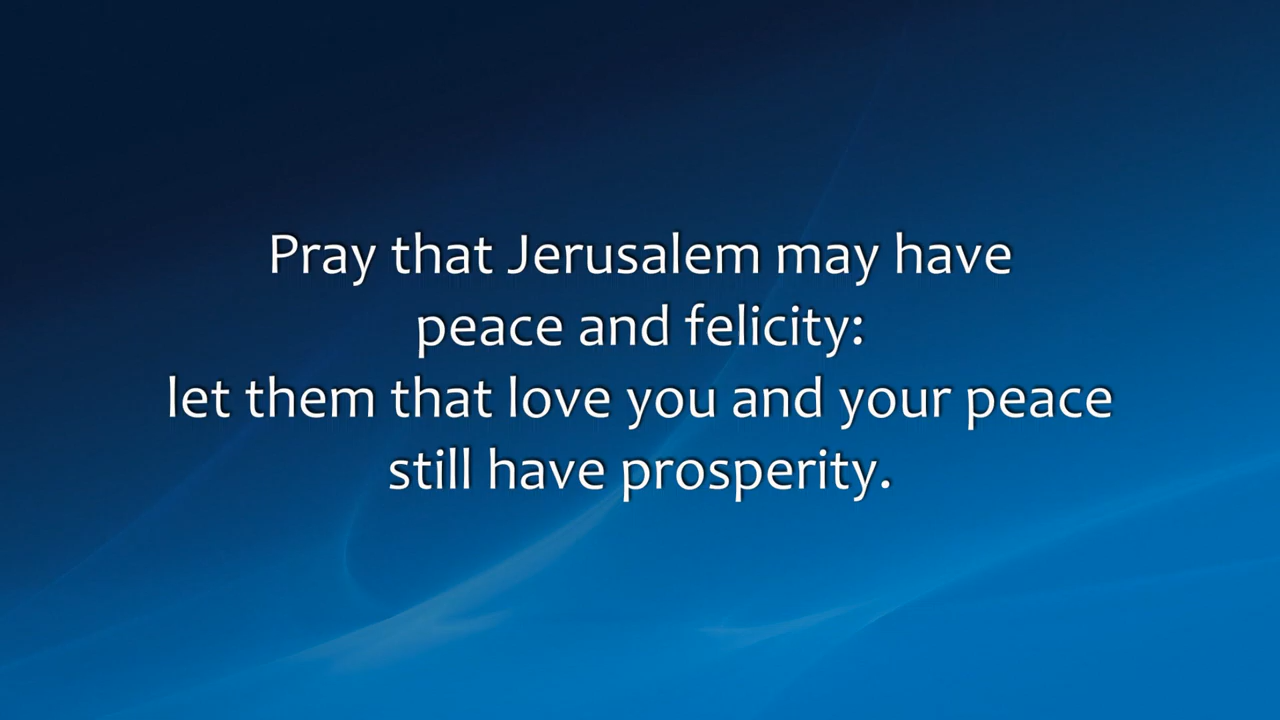 Pray that Jerusalem may have
peace and felicity:
let them that love you and your peace
still have prosperity.